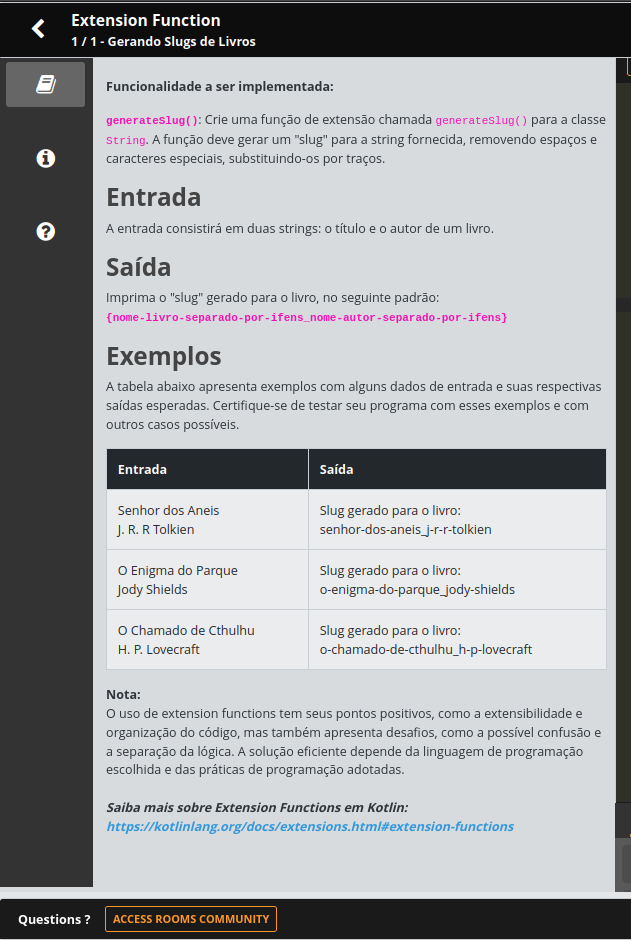 Extension Function
1 / 1 - Gerando Slugs de Livros
Funcionalidade a ser implementada:
generateSlug(): Crie uma função de extensão chamada generateSlug() para a classe
String. A função deve gerar um "slug" para a string fornecida, removendo espaços e
caracteres especiais, substituindo-os por traços.
Entrada
A entrada consistirá em duas strings: o título e o autor de um livro.
Saída
Imprima o "slug" gerado para o livro, no seguinte padrão:
{nome-livro-separado-por-ifens_nome-autor-separado-por-ifens}
Exemplos
A tabela abaixo apresenta exemplos com alguns dados de entrada e suas respectivas
saídas esperadas. Certifique-se de testar seu programa com esses exemplos e com
outros casos possíveis.
Entrada Saída
Senhor dos Aneis Slug gerado para o livro:
J. R. R Tolkien senhor-dos-aneis_j-r-r-tolkien
O Enigma do Parque Slug gerado para o livro:
Jody Shields o-enigma-do-parque_jody-shields
O Chamado de Cthulhu Slug gerado para o livro:
H. P. Lovecraft o-chamado-de-cthulhu_h-p-lovecraft
Nota:
O uso de extension functions tem seus pontos positivos, como a extensibilidade e
organização do código, mas também apresenta desafios, como a possível confusão e
a separação da lógica. A solução eficiente depende da linguagem de programação
escolhida e das práticas de programação adotadas.
Saiba mais sobre Extension Functions em Kotlin:
https://kotlinlang.org/docs/extensions.html#extension-functions
Questions ? ACCESS ROOMS COMMUNITY